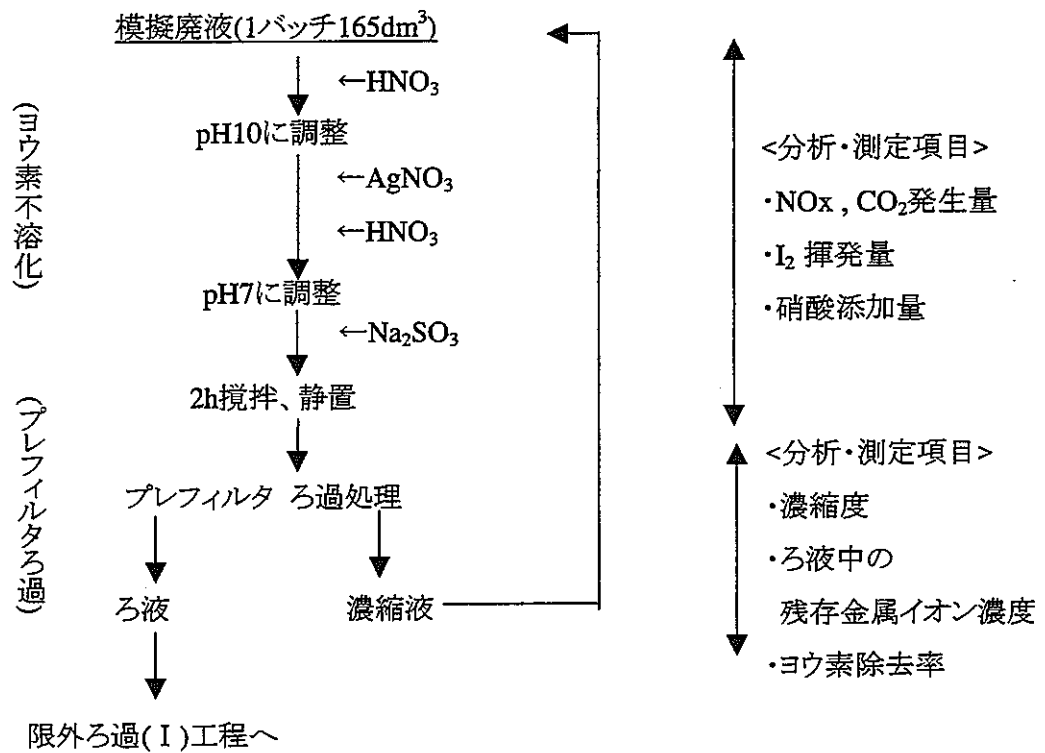 模擬廃液(1バッチ165dm³)
←HNO₃
pH10に調整
←AgNO₃
←HNO₃
pH7に調整
←Na₂SO₃
2h撹拌、静置
プレフィルタ ろ過処理
ろ液
濃縮液
限外ろ過(Ⅰ)工程へ
(ヨウ素不溶化)
(プレフィルタろ過)
<分析・測定項目>
・NOx , CO₂発生量
・I₂ 揮発量
・硝酸添加量
<分析・測定項目>
・濃縮度
・ろ液中の
残存金属イオン濃度
・ヨウ素除去率